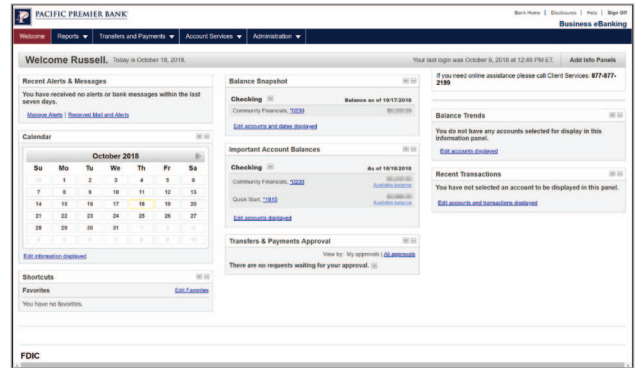 PACIFIC PREMIER BANK
Bank Home | Disclosures | Help | Sign Off
Business eBanking
Welcome Reports Transfers and Payments Account Services Administration
Welcome Russell. Today is October 18, 2018.
Your last login was October 8, 2018 at 12:49 PM ET. Add Info Panels
Recent Alerts & Messages
You have received no alerts or bank messages within the last
seven days.
Manage Alerts | Received Mail and Alerts
Calendar
October 2018
Su Mo Tu We Th Fr Sa
1 2 3 4 5 6
7 8 9 10 11 12 13
14 15 16 17 18 19 20
21 22 23 24 25 26 27
28 29 30 31
Edit information displayed
Shortcuts
Favorites Edit Favorites
You have no favorites.
Balance Snapshot
Checking Balance as of 10/17/2018
Community Financials, *0230
Edit accounts and dates displayed
Important Account Balances
Checking As of 10/18/2018
Community Financials, *0230
Available balance
Quick Start, *1815
Available balance
Edit accounts displayed
Transfers & Payments Approval
View by: My approvals | All approvals
There are no requests waiting for your approval.
If you need online assistance please call Client Services. 877-877-
2199
Balance Trends
You do not have any accounts selected for display in this
information panel.
Edit accounts displayed
Recent Transactions
You have not selected an account to be displayed in this panel.
Edit accounts and transactions displayed
FDIC